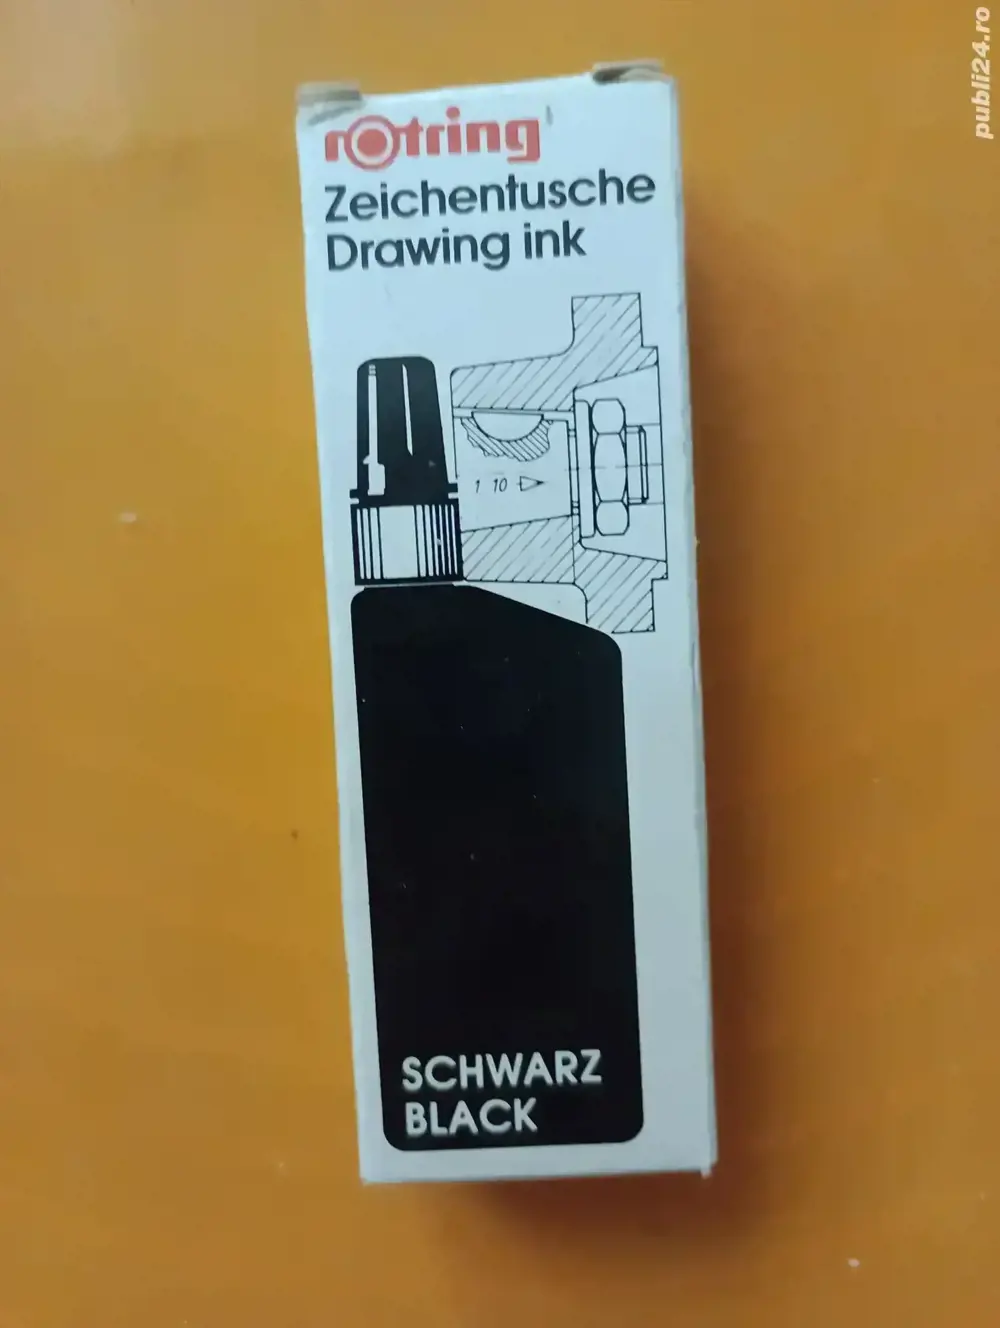 rotring
Zeichentusche
Drawing ink
1 10
SCHWARZ
BLACK
publi24.ro